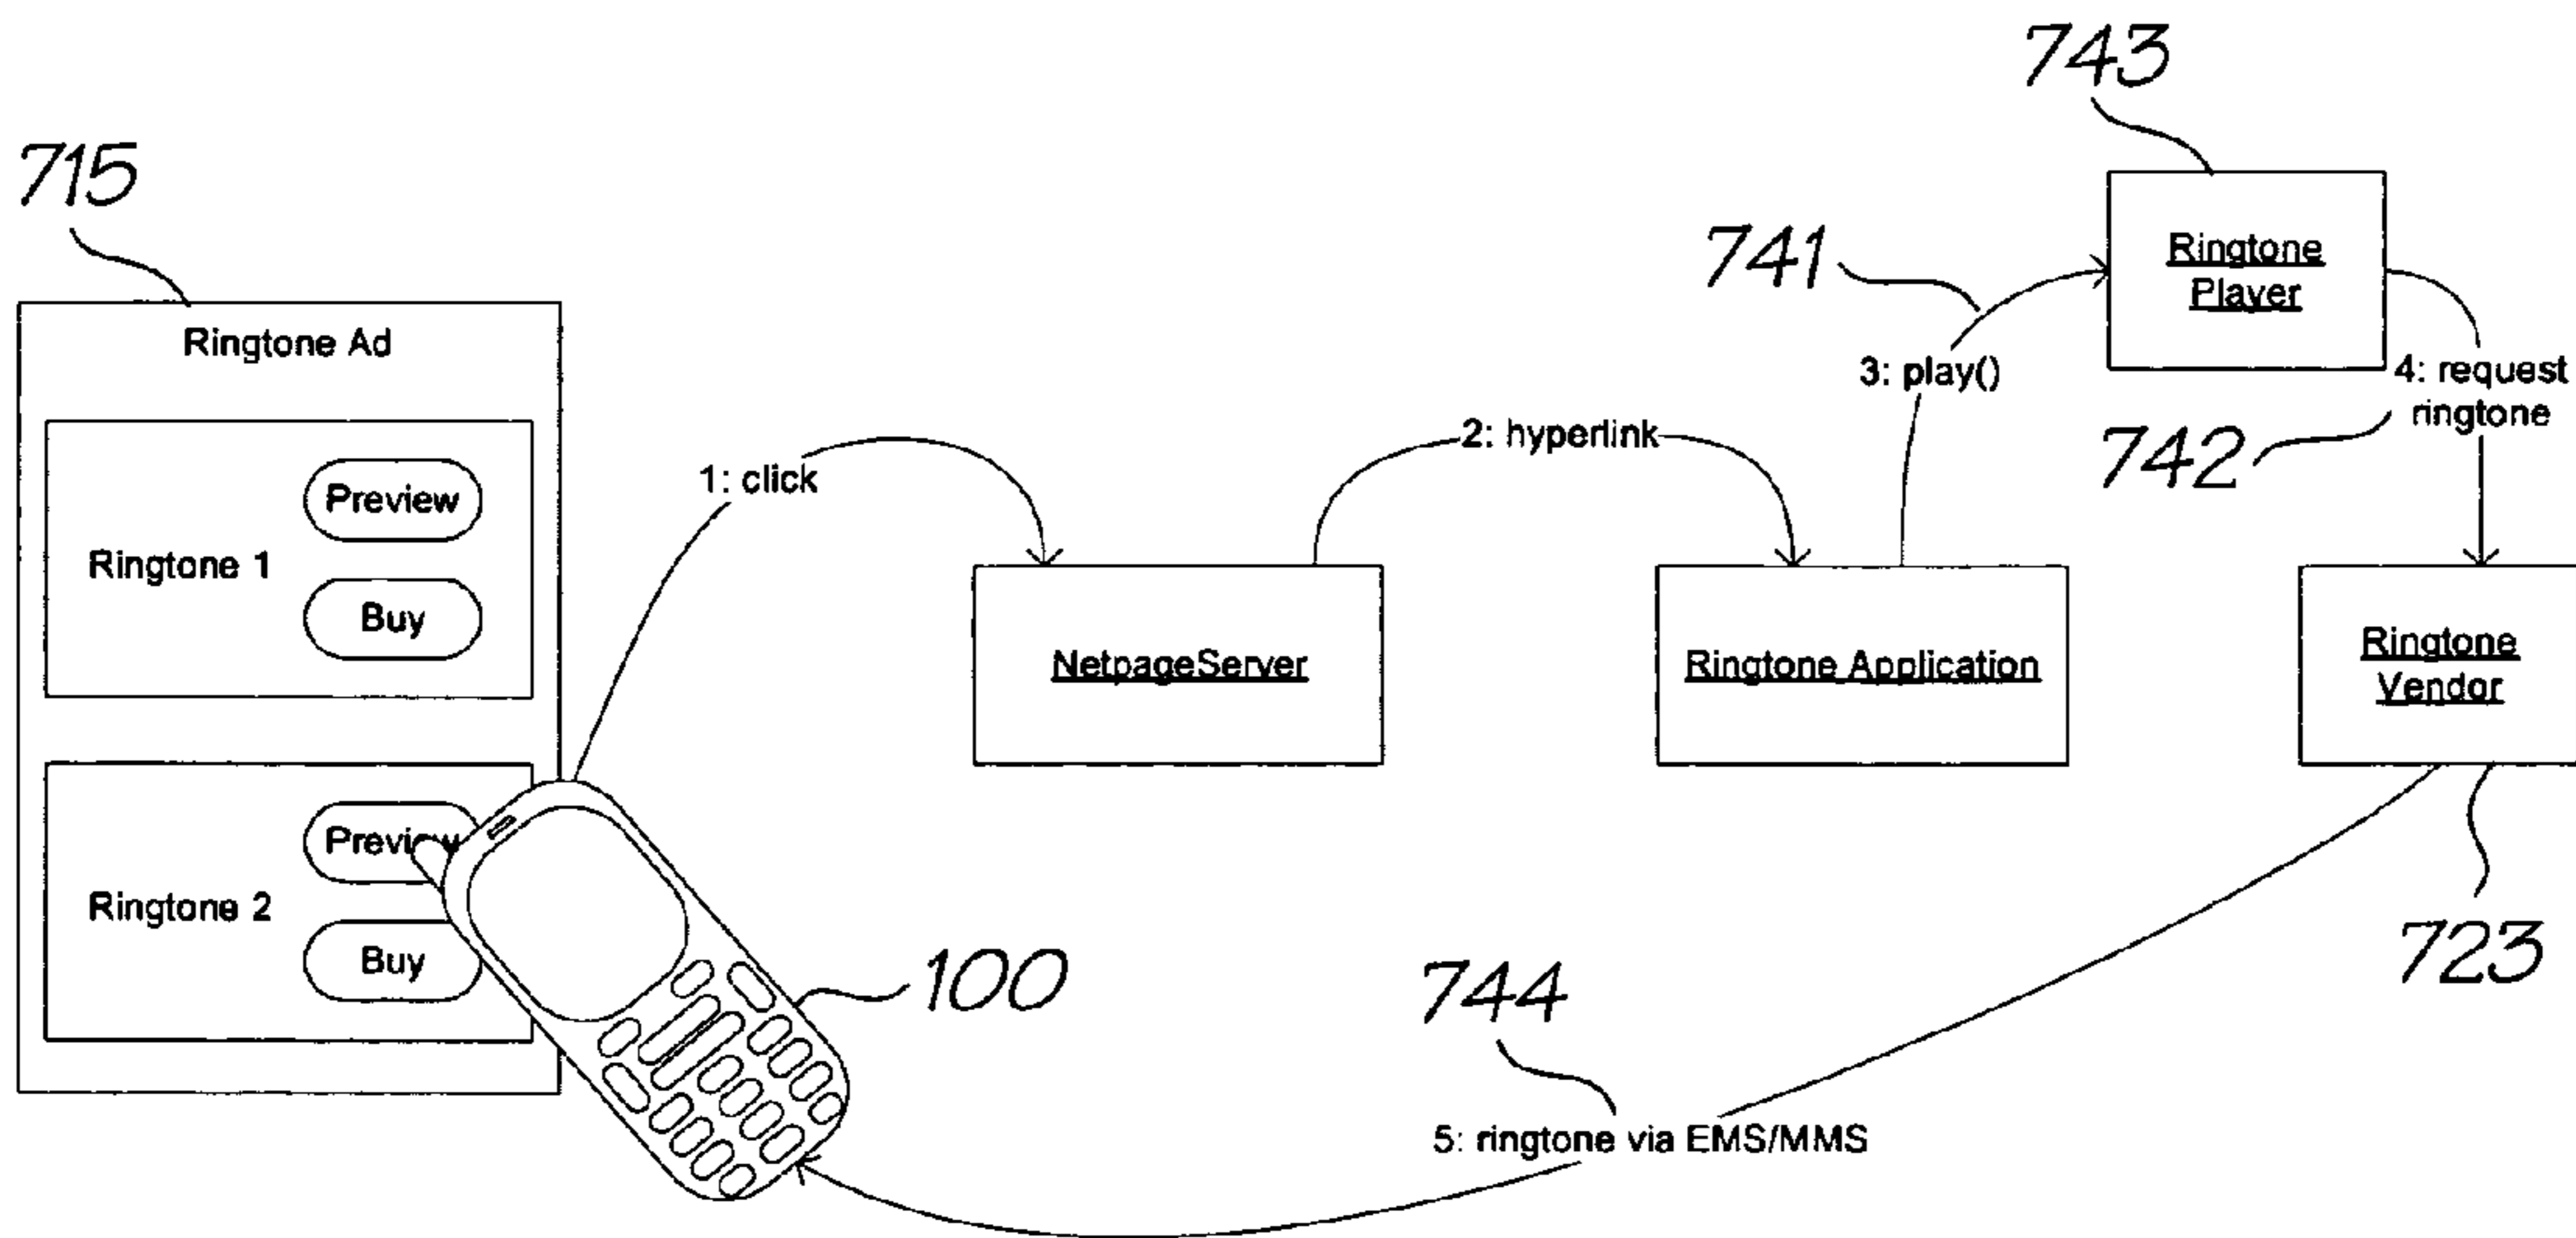 743
715
741
Ringtone
Player
Ringtone Ad
3: play()
4: request
ringtone
742
2: hyperlink
1: click
Preview
Ringtone 1
Buy
NetpageServer
Ringtone Application
Ringtone
Vendor
Preview
Ringtone 2
Buy
100
744
723
5: ringtone via EMS/MMS